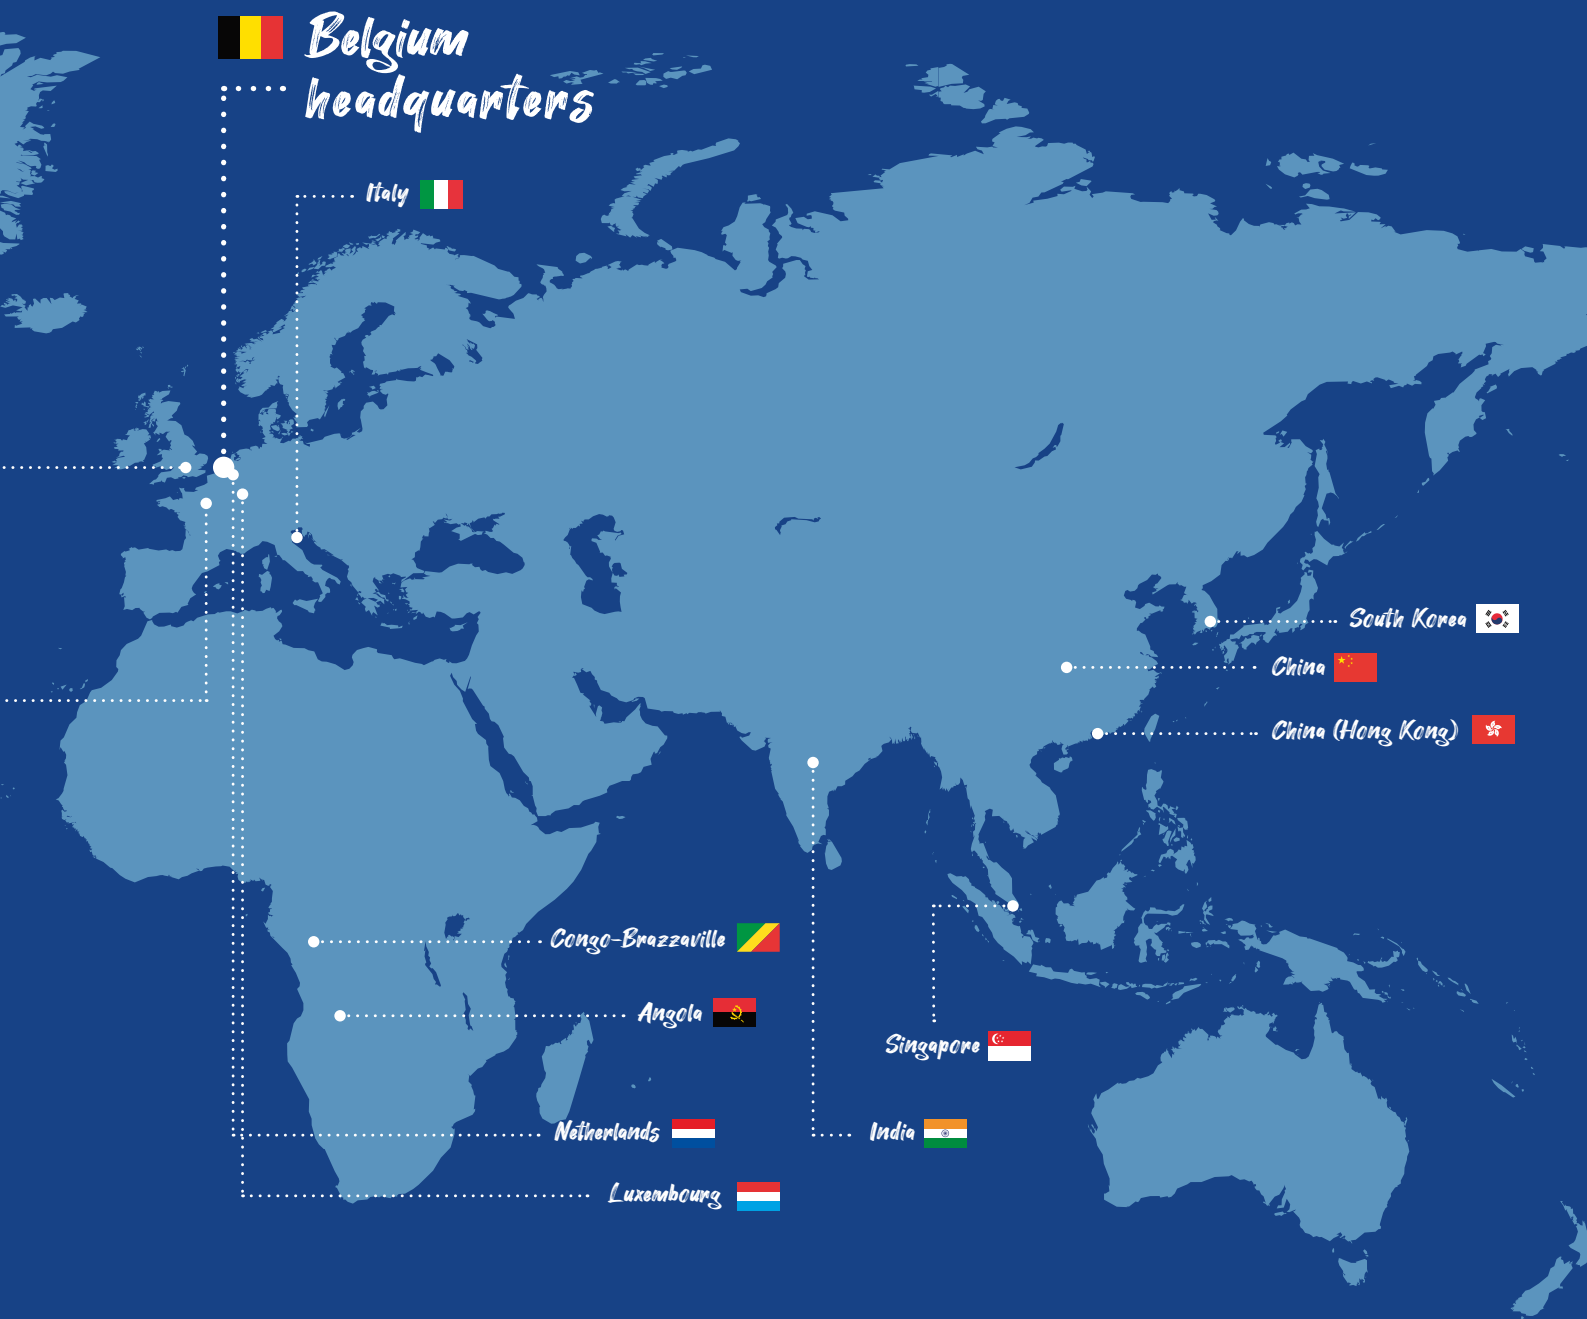 Belgium
headquarters
Italy
South Korea
China
China (Hong Kong)
Congo-Brazzaville
Angola
Singapore
Netherlands
India
Luxembourg